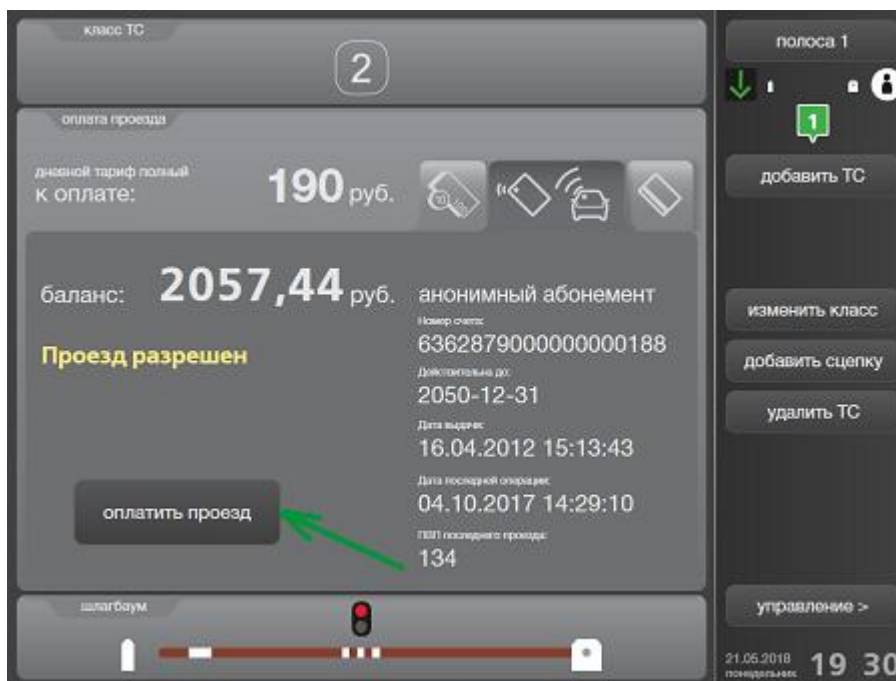 класс ТС
2
оплата проезда
дневной тариф полный
к оплате:
190 руб.
баланс: 2057,44 руб.
Проезд разрешен
оплатить проезд
анонимный абонемент
Номер счета:
6362879000000000188
Действительна до:
2050-12-31
Дата выдачи:
16.04.2012 15:13:43
Дата последней операции:
04.10.2017 14:29:10
ПВП последнего проезда:
134
шлагбаум
полоса 1
1
добавить ТС
изменить класс
добавить сцепку
удалить ТС
управление >
21.05.2018
понедельник
19 30